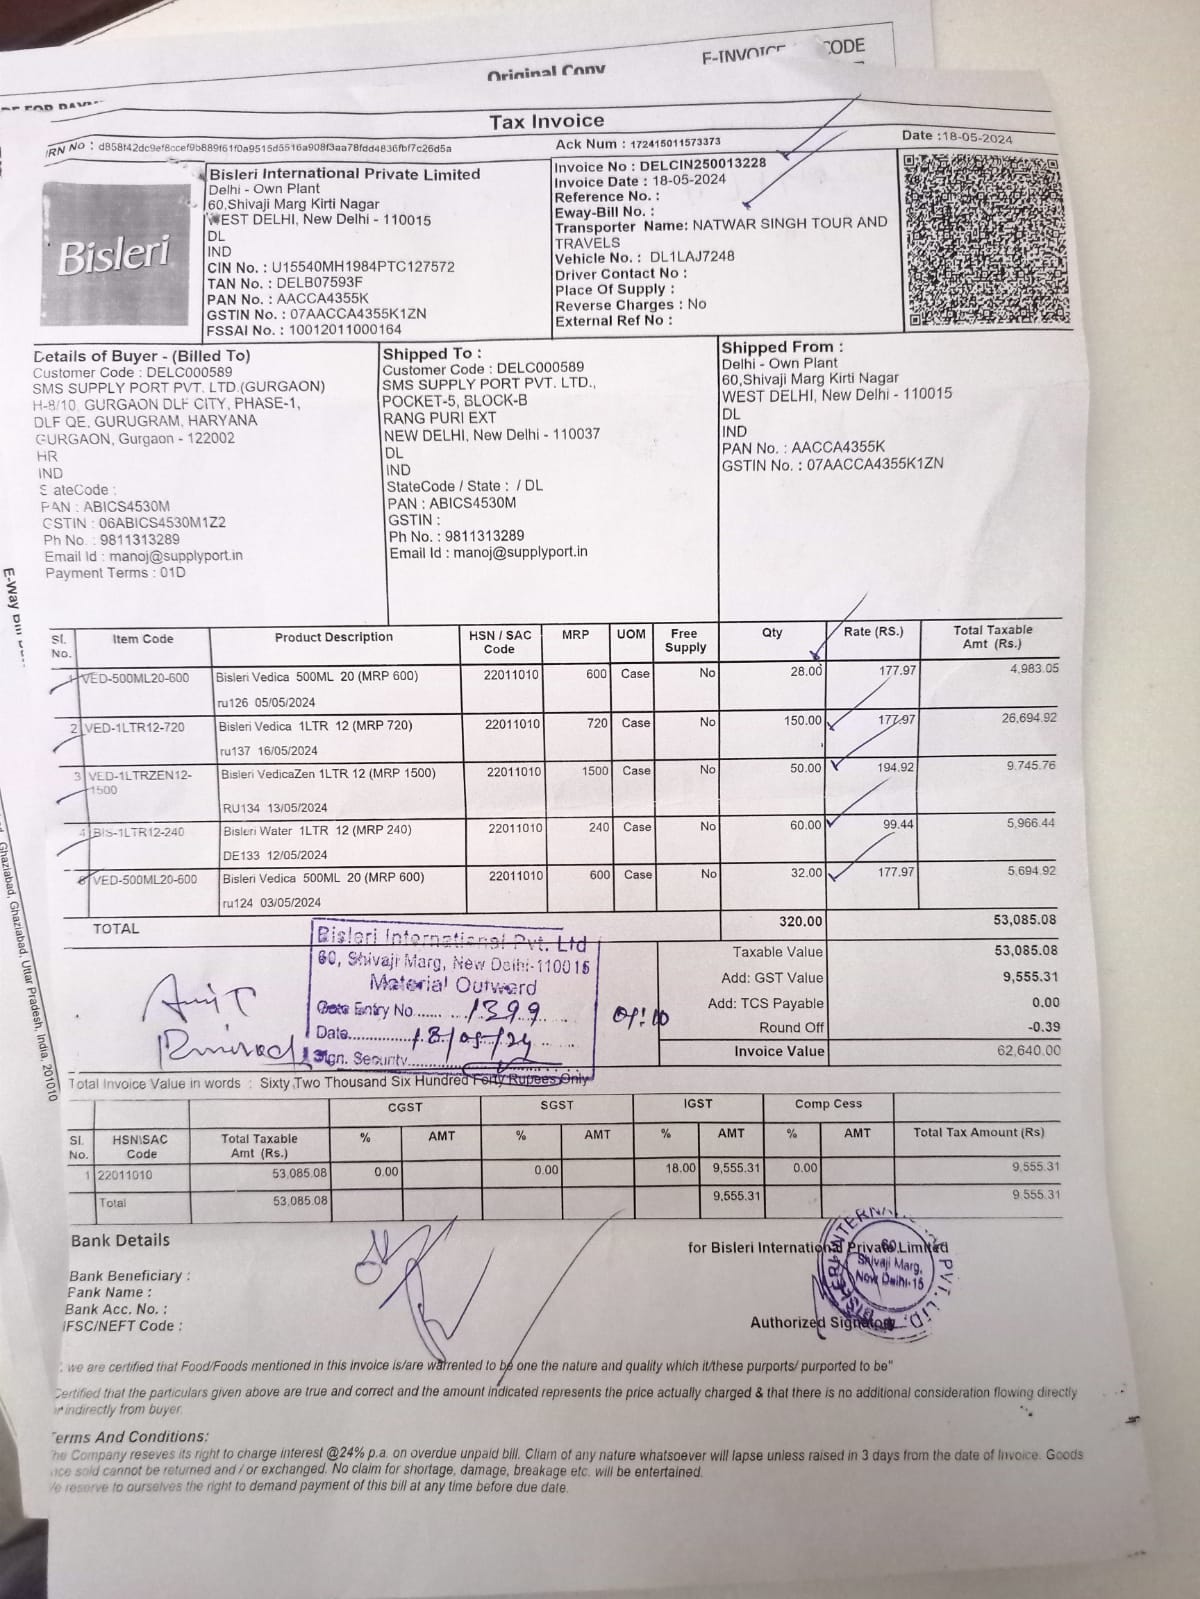 Original Copy
E-INVOICE CODE
Tax Invoice
IRN No : d858f42dc9ef8ccef9b889f61f0a9515d5516a908f3aa78fdd4836fbf7c26d5a
Ack Num : 172415011573373
Date :18-05-2024
Bisleri
Bisleri International Private Limited
Delhi - Own Plant
60,Shivaji Marg Kirti Nagar
WEST DELHI, New Delhi - 110015
DL
IND
CIN No. : U15540MH1984PTC127572
TAN No. : DELB07593F
PAN No. : AACCA4355K
GSTIN No. : 07AACCA4355K1ZN
FSSAI No. : 10012011000164
Invoice No : DELCIN250013228
Invoice Date : 18-05-2024
Reference No. :
Eway-Bill No. :
Transporter Name: NATWAR SINGH TOUR AND
TRAVELS
Vehicle No. : DL1LAJ7248
Driver Contact No :
Place Of Supply :
Reverse Charges : No
External Ref No :
Details of Buyer - (Billed To)
Customer Code : DELC000589
SMS SUPPLY PORT PVT. LTD.(GURGAON)
H-8/10, GURGAON DLF CITY, PHASE-1,
DLF QE, GURUGRAM, HARYANA
GURGAON, Gurgaon - 122002
HR
IND
S ateCode :
PAN : ABICS4530M
GSTIN : 06ABICS4530M1Z2
Ph No. : 9811313289
Email Id : manoj@supplyport.in
Payment Terms : 01D
Shipped To :
Customer Code : DELC000589
SMS SUPPLY PORT PVT. LTD.,
POCKET-5, BLOCK-B
RANG PURI EXT
NEW DELHI, New Delhi - 110037
DL
IND
StateCode / State : / DL
PAN : ABICS4530M
GSTIN :
Ph No. : 9811313289
Email Id : manoj@supplyport.in
Shipped From :
Delhi - Own Plant
60,Shivaji Marg Kirti Nagar
WEST DELHI, New Delhi - 110015
DL
IND
PAN No. : AACCA4355K
GSTIN No. : 07AACCA4355K1ZN
E-Way Bill
Ghaziabad, Ghaziabad, Uttar Pradesh, India, 201010
Sl. No. Item Code Product Description HSN / SAC Code MRP UOM Free Supply Qty Rate (RS.) Total Taxable Amt (Rs.)
1 VED-500ML20-600 Bisleri Vedica 500ML 20 (MRP 600) 22011010 600 Case No 28.00 177.97 4,983.05
ru126 05/05/2024
2 VED-1LTR12-720 Bisleri Vedica 1LTR 12 (MRP 720) 22011010 720 Case No 150.00 177.97 26,694.92
ru137 16/05/2024
3 VED-1LTRZEN12-1500 Bisleri VedicaZen 1LTR 12 (MRP 1500) 22011010 1500 Case No 50.00 194.92 9.745.76
RU134 13/05/2024
4 BIS-1LTR12-240 Bisleri Water 1LTR 12 (MRP 240) 22011010 240 Case No 60.00 99.44 5,966.44
DE133 12/05/2024
5 VED-500ML20-600 Bisleri Vedica 500ML 20 (MRP 600) 22011010 600 Case No 32.00 177.97 5,694.92
ru124 03/05/2024
TOTAL 320.00 53,085.08
Taxable Value 53,085.08
Add: GST Value 9,555.31
Add: TCS Payable 0.00
Round Off -0.39
Invoice Value 62,640.00
Bisleri International Pvt. Ltd
60, Shivaji Marg, New Delhi-110015
Material Outward
Gate Entry No...... 1399
Date............ 18/05/24
Sign. Security
Amit
Total Invoice Value in words : Sixty Two Thousand Six Hundred Forty Rupees Only
CGST SGST IGST Comp Cess
Sl. No. HSN\SAC Code Total Taxable Amt (Rs.) % AMT % AMT % AMT % AMT Total Tax Amount (Rs)
1 22011010 53,085.08 0.00 0.00 18.00 9,555.31 0.00 9,555.31
Total 53,085.08 9,555.31 9.555.31
Bank Details
Bank Beneficiary :
Bank Name :
Bank Acc. No. :
IFSC/NEFT Code :
for Bisleri International Private Limited
BISLERI INTERNATIONAL PVT. LTD.
60, Shivaji Marg, New Delhi-15
Authorized Signatory
we are certified that Food/Foods mentioned in this invoice is/are warrented to be one the nature and quality which it/these purports/ purported to be"
Certified that the particulars given above are true and correct and the amount indicated represents the price actually charged & that there is no additional consideration flowing directly
or indirectly from buyer.
Terms And Conditions:
The Company reseves its right to charge interest @24% p.a. on overdue unpaid bill. Cliam of any nature whatsoever will lapse unless raised in 3 days from the date of Invoice. Goods
once sold cannot be returned and / or exchanged. No claim for shortage, damage, breakage etc. will be entertained.
We reserve to ourselves the right to demand payment of this bill at any time before due date.